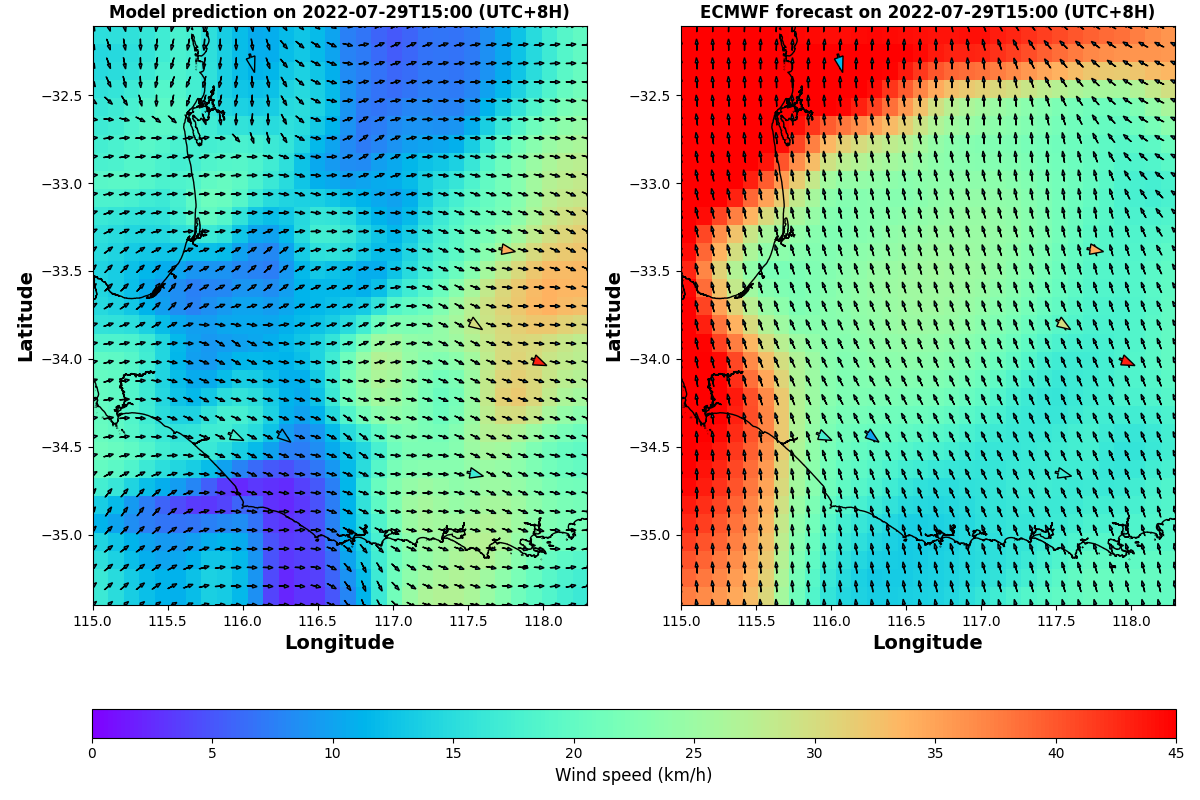 Model prediction on 2022-07-29T15:00 (UTC+8H)
ECMWF forecast on 2022-07-29T15:00 (UTC+8H)
Latitude
−32.5
−33.0
−33.5
−34.0
−34.5
−35.0
115.0 115.5 116.0 116.5 117.0 117.5 118.0
Longitude
Latitude
−32.5
−33.0
−33.5
−34.0
−34.5
−35.0
115.0 115.5 116.0 116.5 117.0 117.5 118.0
Longitude
0 5 10 15 20 25 30 35 40 45
Wind speed (km/h)